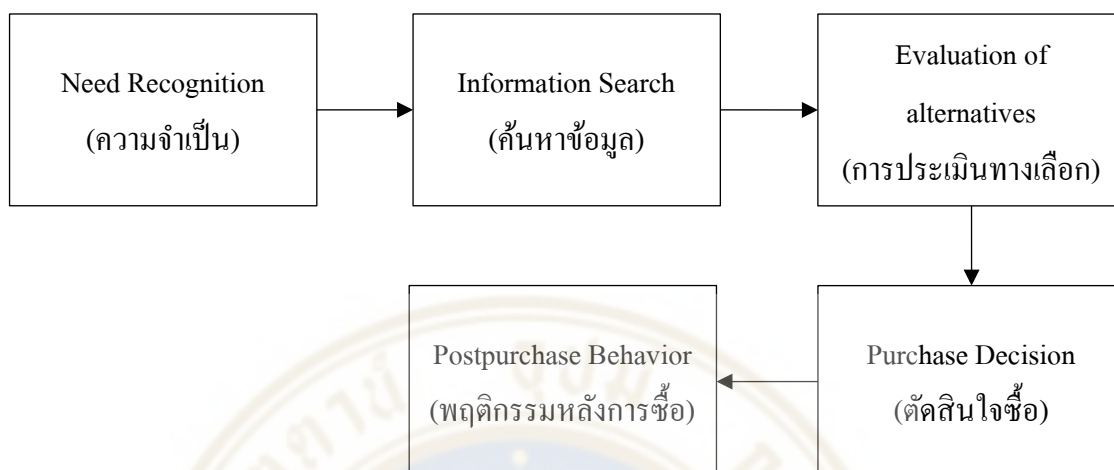 Need Recognition
(ความจำเป็น)
Information Search
(ค้นหาข้อมูล)
Evaluation of
alternatives
(การประเมินทางเลือก)
Purchase Decision
(ตัดสินใจซื้อ)
Postpurchase Behavior
(พฤติกรรมหลังการซื้อ)